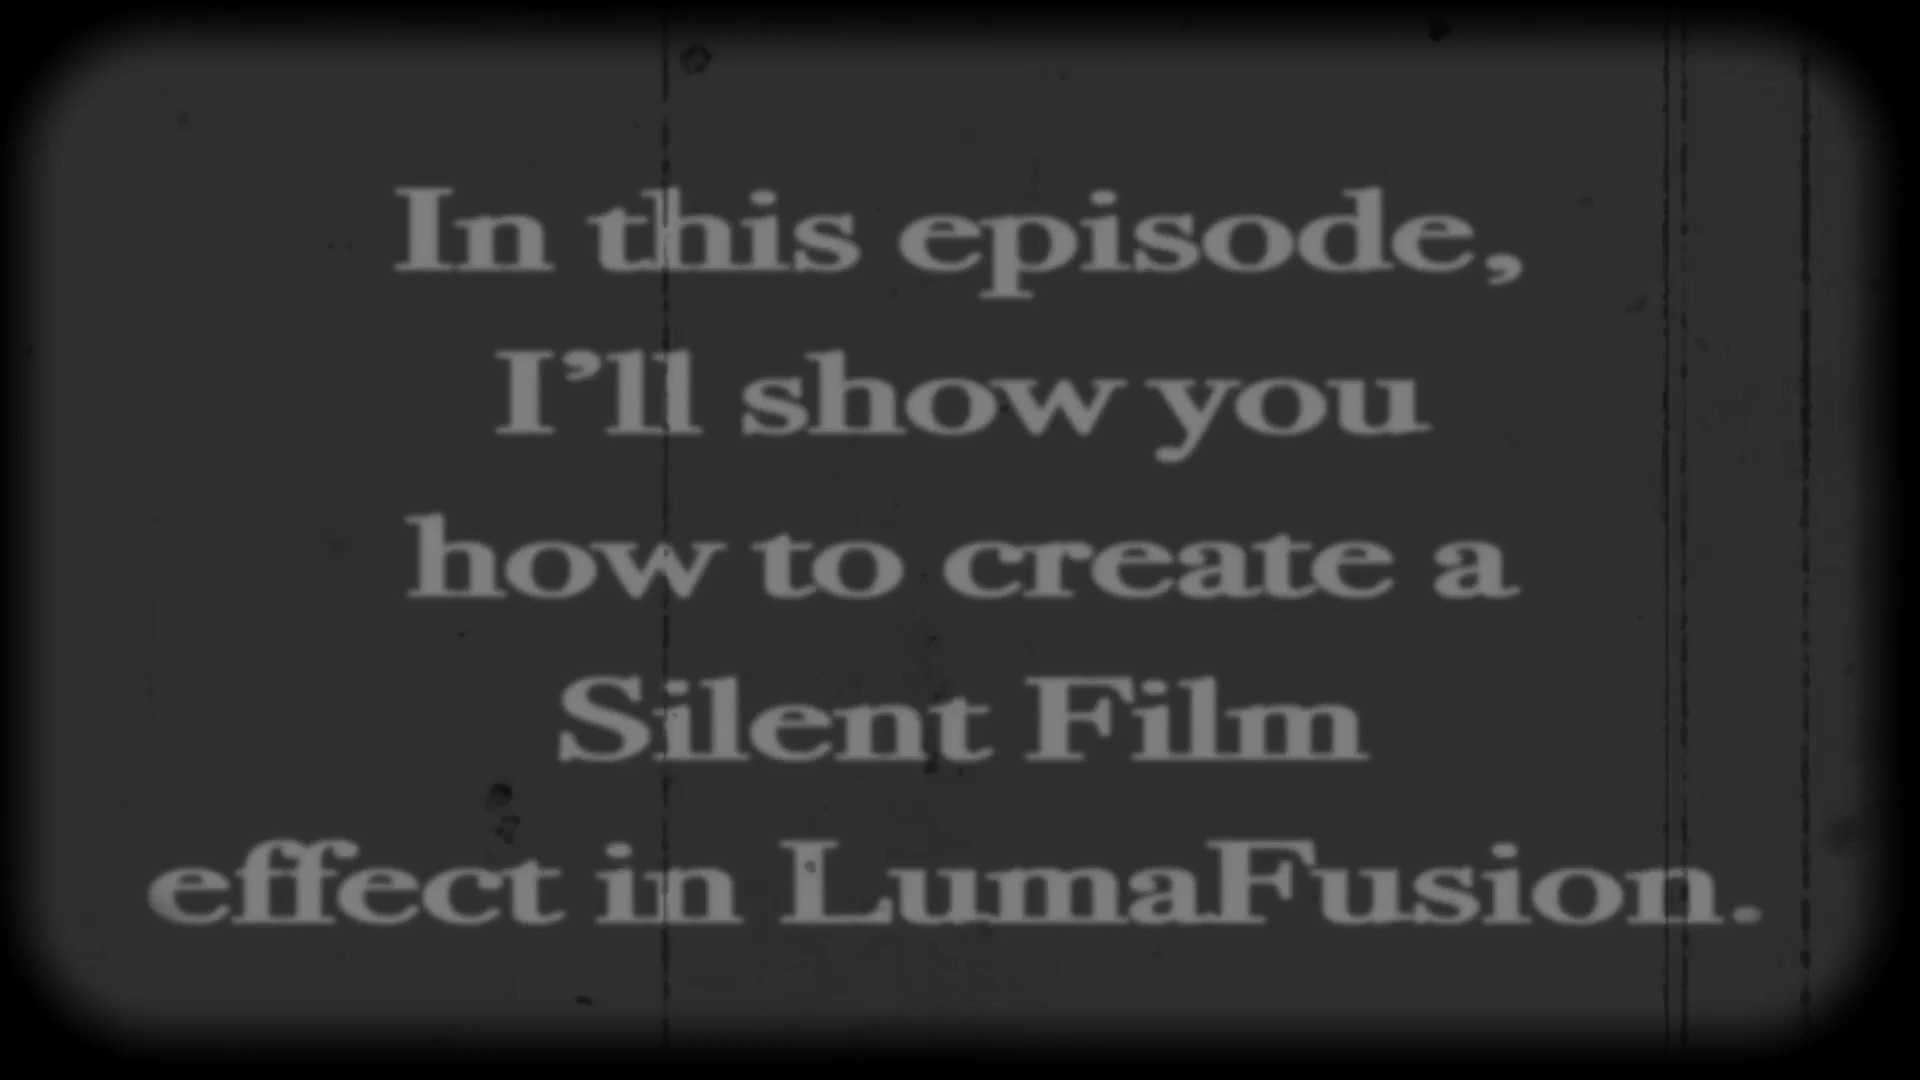 In this episode,
I’ll show you
how to create a
Silent Film
effect in LumaFusion.